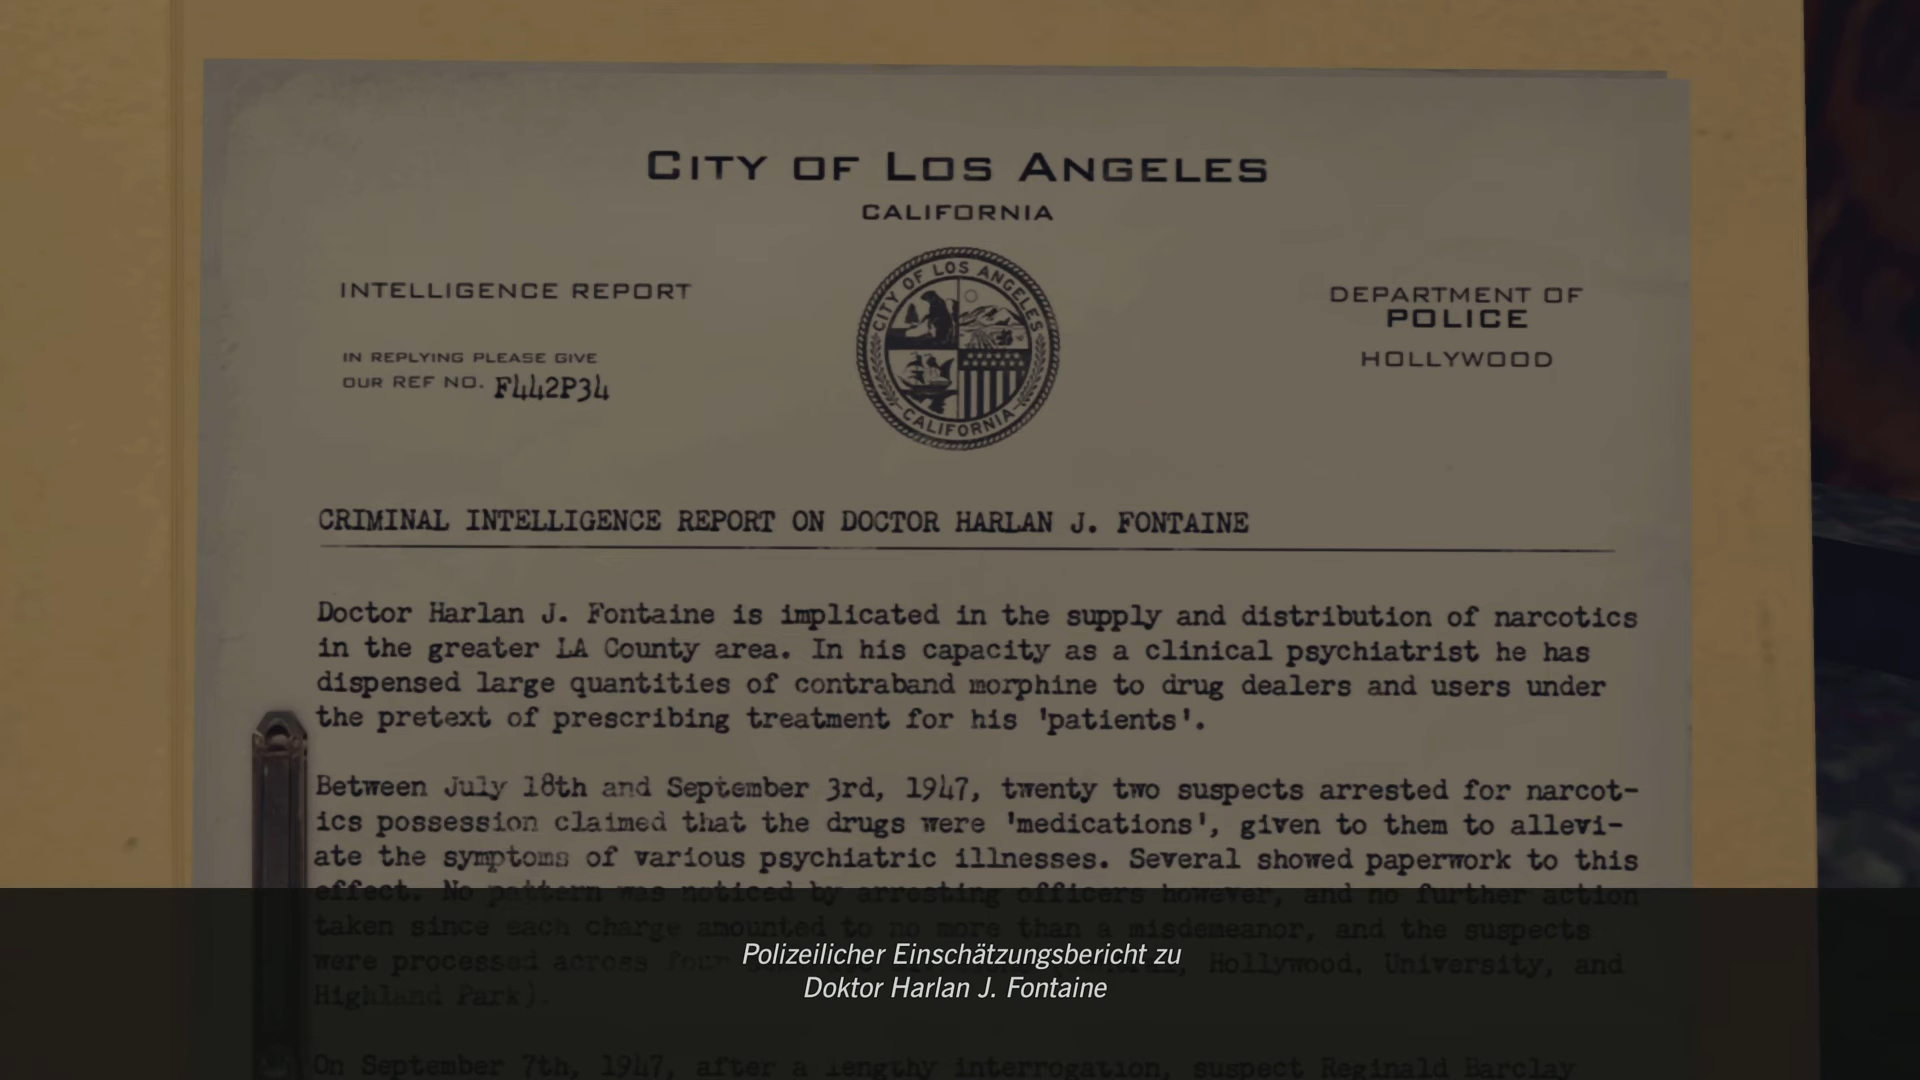 CITY OF LOS ANGELES
CALIFORNIA
INTELLIGENCE REPORT
IN REPLYING PLEASE GIVE
OUR REF NO. F442P34
CITY OF LOS ANGELES
CALIFORNIA
DEPARTMENT OF
POLICE
HOLLYWOOD
CRIMINAL INTELLIGENCE REPORT ON DOCTOR HARLAN J. FONTAINE
Doctor Harlan J. Fontaine is implicated in the supply and distribution of narcotics
in the greater LA County area. In his capacity as a clinical psychiatrist he has
dispensed large quantities of contraband morphine to drug dealers and users under
the pretext of prescribing treatment for his 'patients'.
Between July 18th and September 3rd, 1947, twenty two suspects arrested for narcot-
ics possession claimed that the drugs were 'medications', given to them to allevi-
ate the symptoms of various psychiatric illnesses. Several showed paperwork to this
effect. No pattern was noticed by arresting officers however, and no further action
taken since each charge amounted to no more than a misdemeanor, and the suspects
were processed across four Hollywood, University, and
Highland Park).
On September 7th, 1947, after a lengthy interrogation, suspect Reginald Barclay
Polizeilicher Einschätzungsbericht zu
Doktor Harlan J. Fontaine